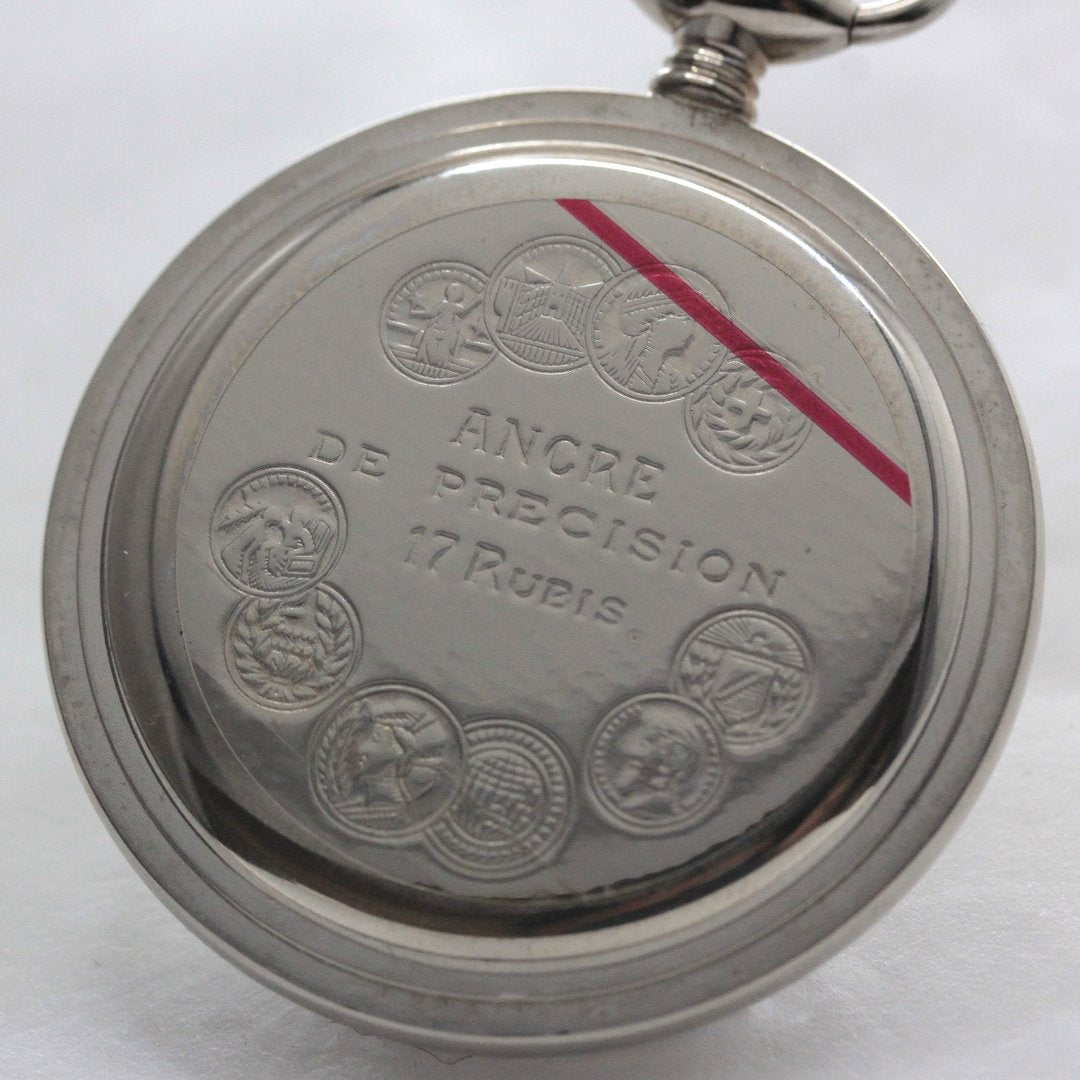 ANCRE
DE PRECISION
17 RUBIS.